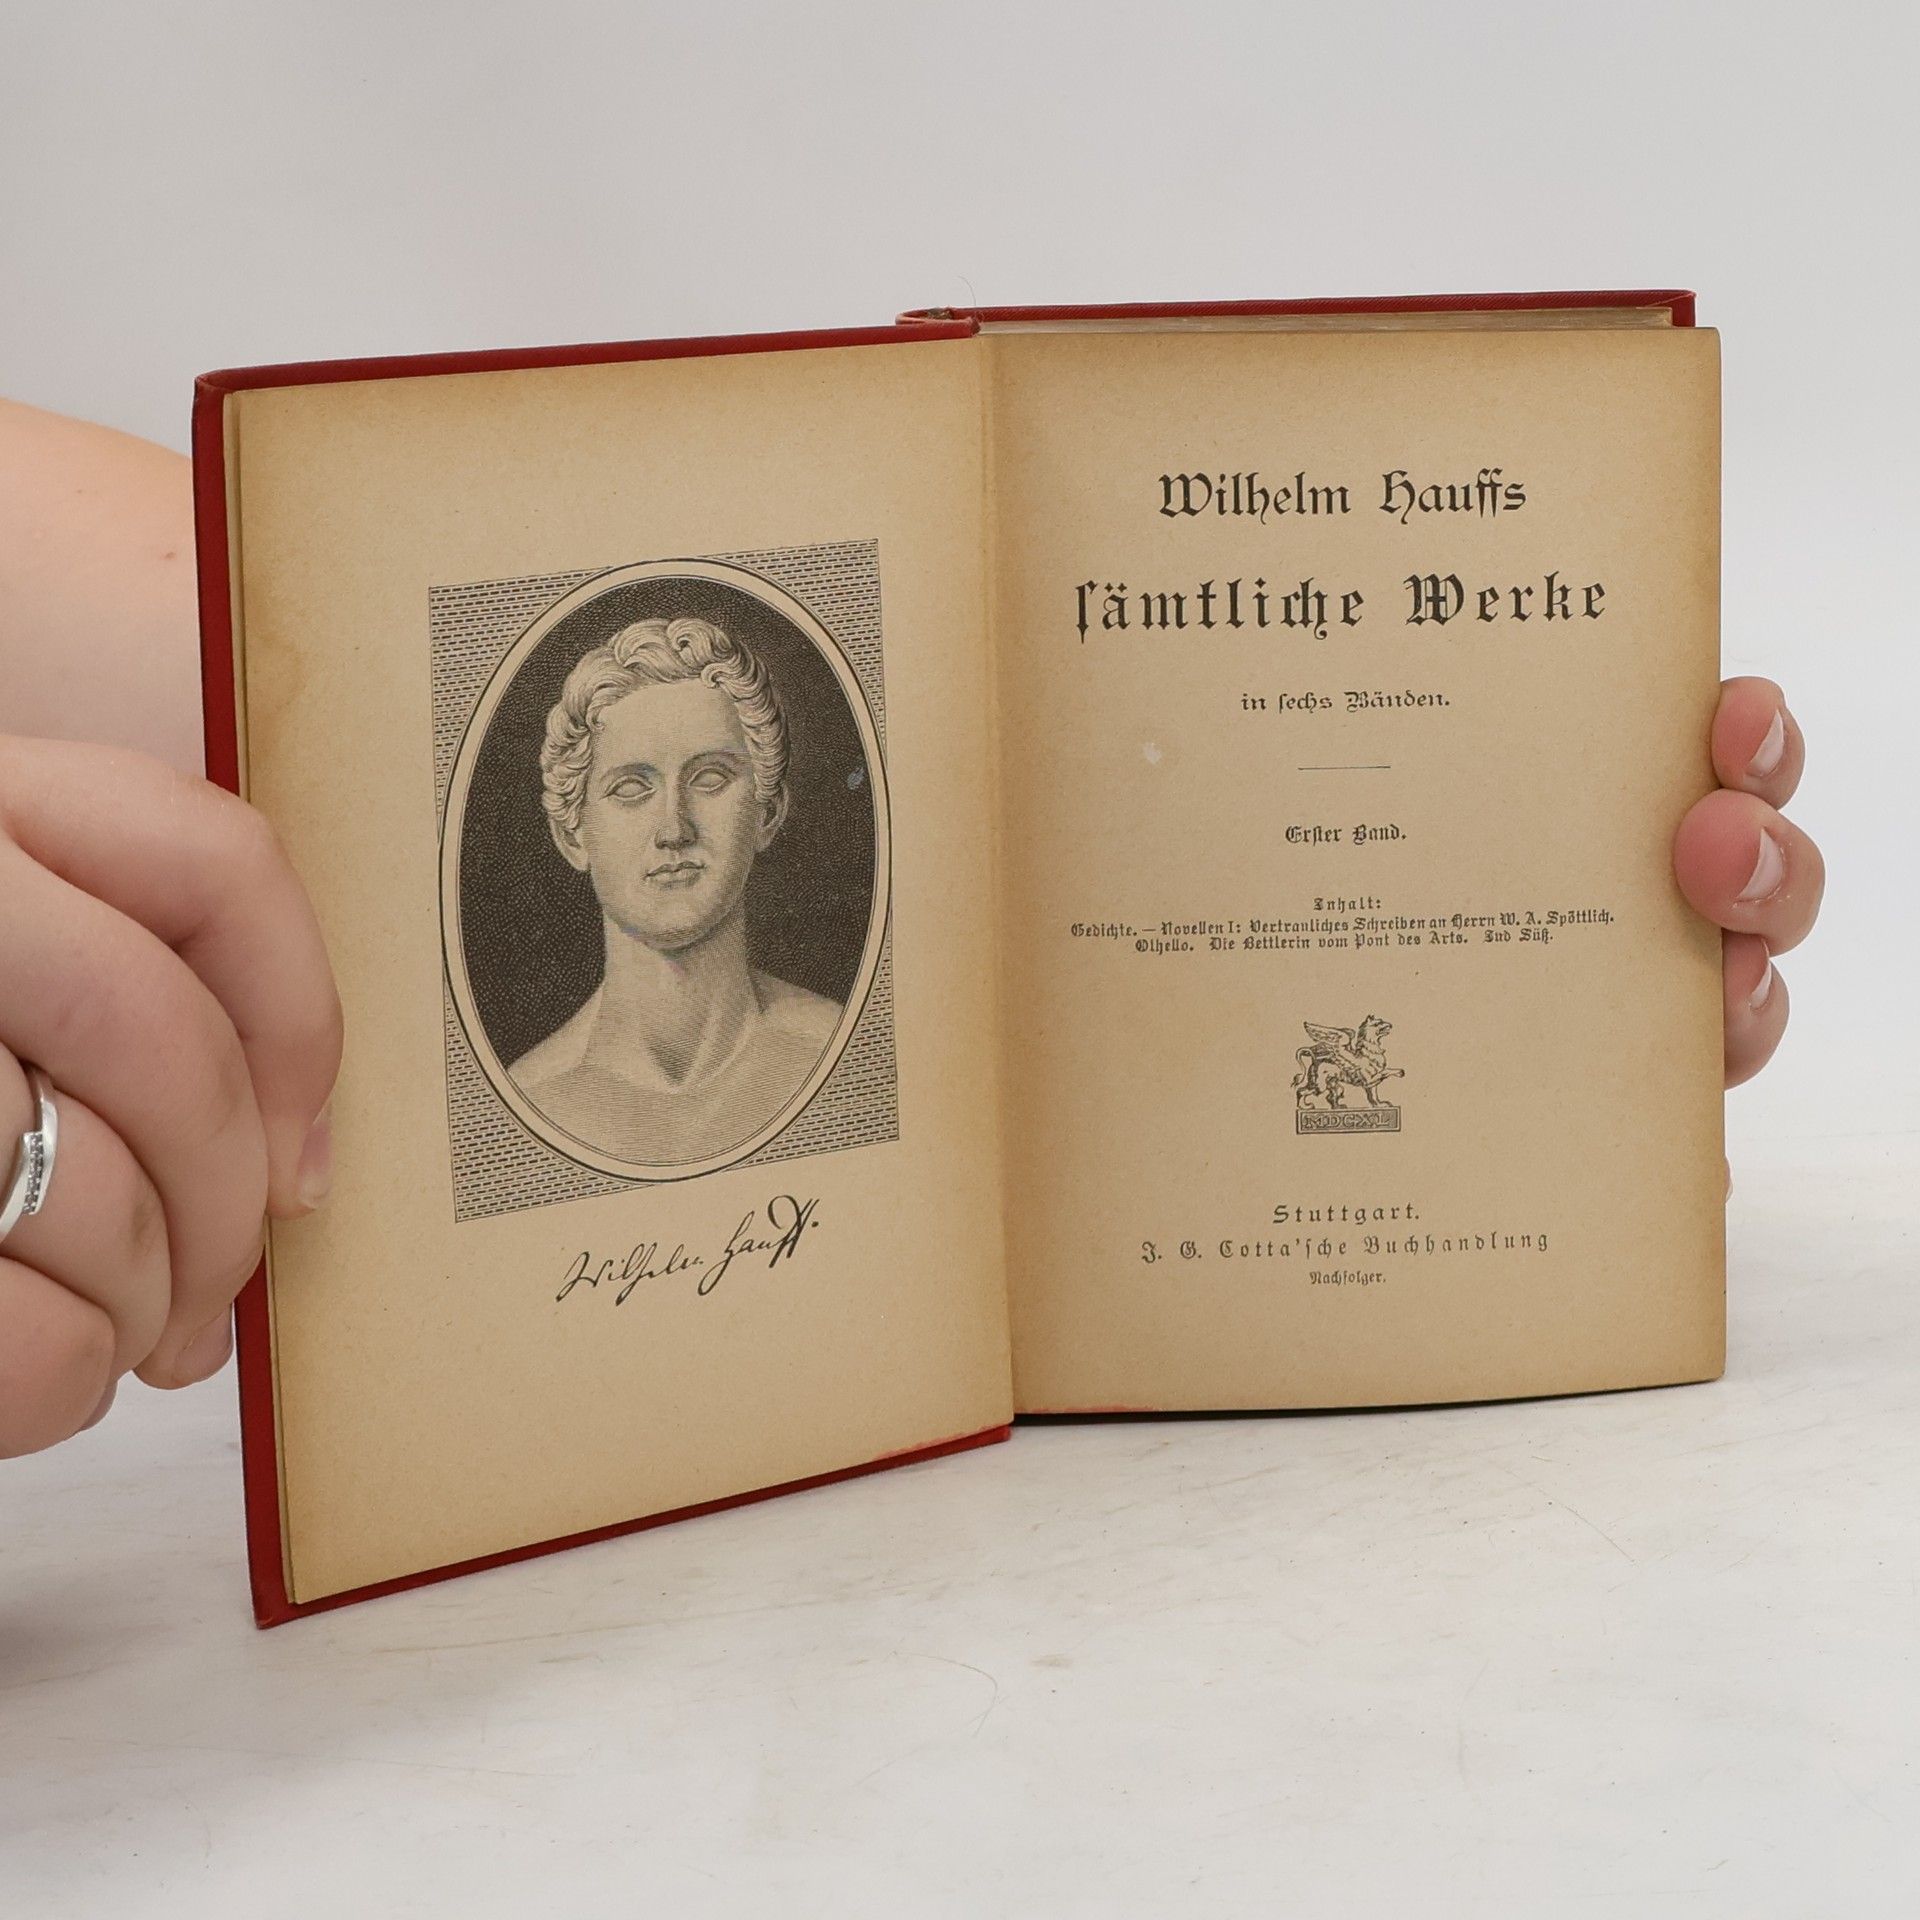 Wilhelm Hauff.
Wilhelm Hauffs
ſämtliche Werke
in ſechs Bänden.
Erſter Band.
Inhalt:
Gedichte. — Novellen I: Vertrauliches Schreiben an Herrn W. A. Spöttlich.
Othello. Die Bettlerin vom Pont des Arts. Jud Süß.
MDCXL
Stuttgart.
J. G. Cotta'ſche Buchhandlung
Nachfolger.